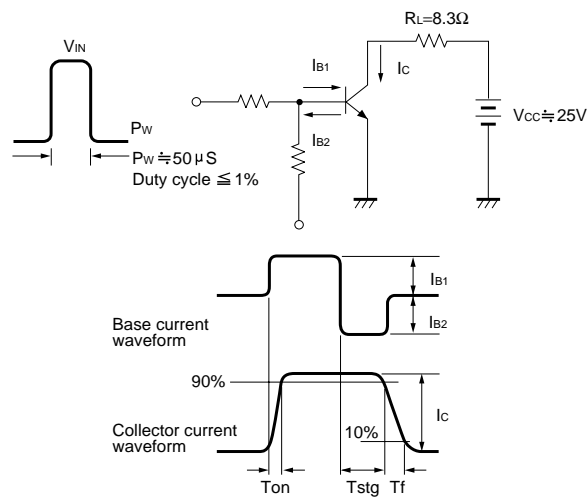 VIN
PW
PW≒50μS
Duty cycle ≦ 1%
IB1
IB2
IC
RL=8.3Ω
VCC≒25V
Base current
waveform
IB1
IB2
90%
Collector current
waveform
10%
IC
Ton
Tstg
Tf